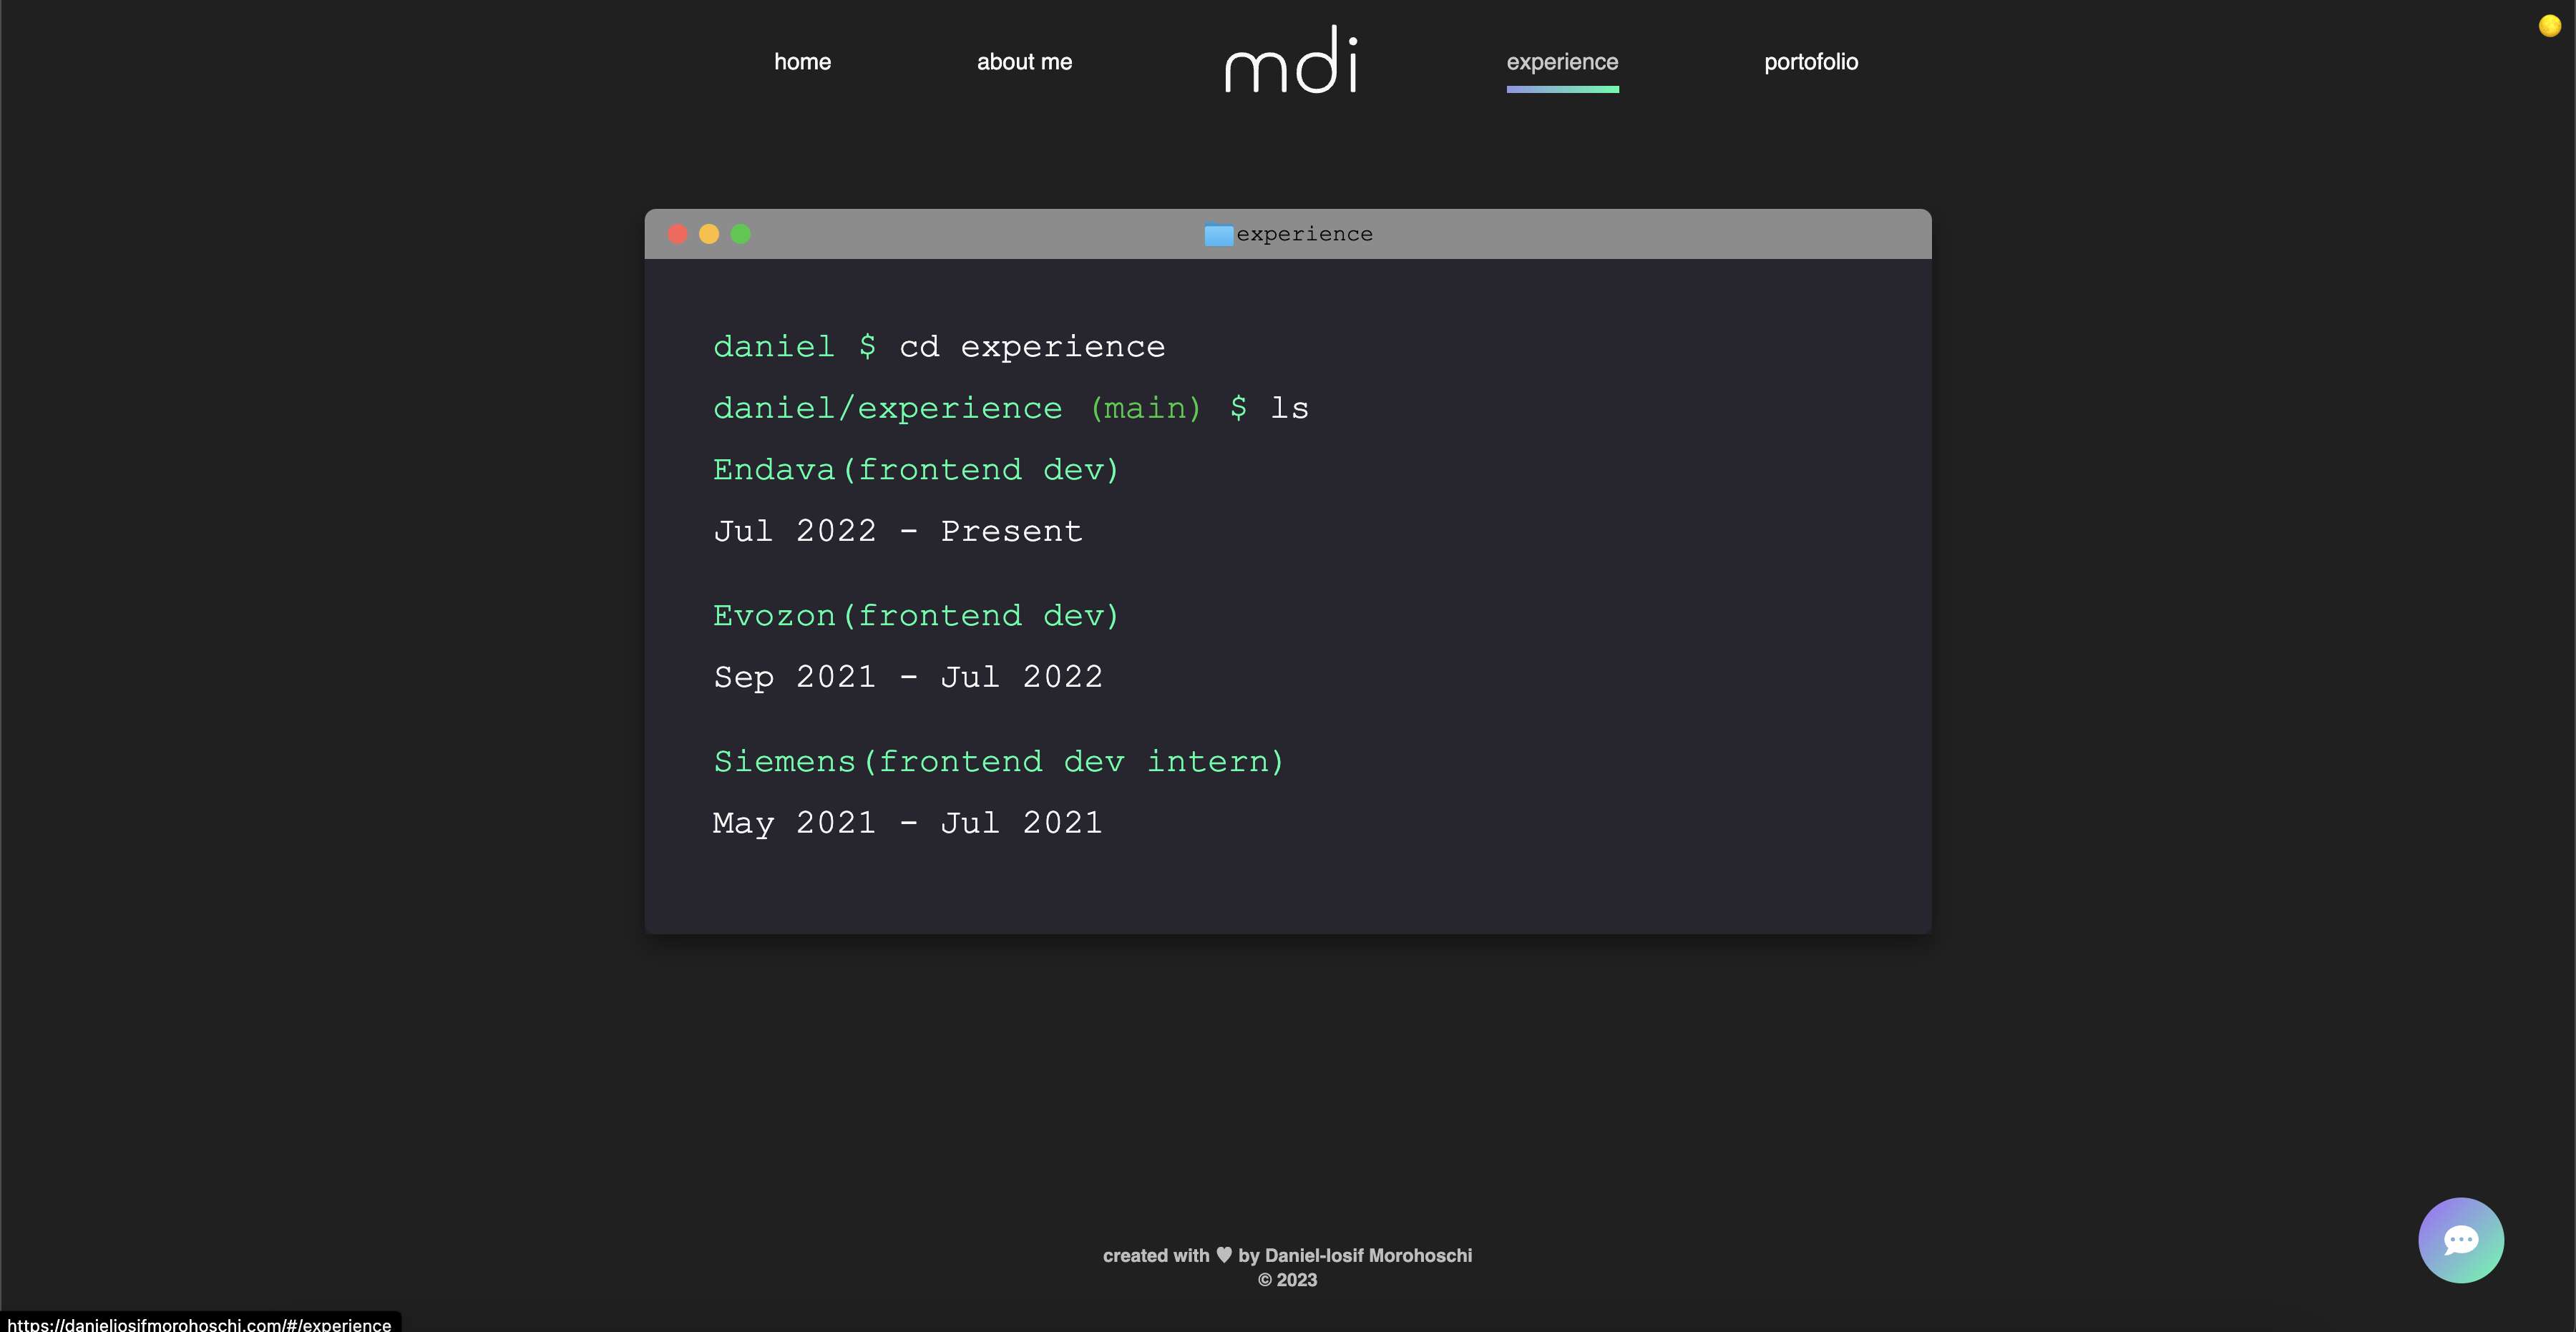 home about me mdi experience portofolio
experience
daniel $ cd experience
daniel/experience (main) $ ls
Endava(frontend dev)
Jul 2022 - Present
Evozon(frontend dev)
Sep 2021 - Jul 2022
Siemens(frontend dev intern)
May 2021 - Jul 2021
created with ♥ by Daniel-Iosif Morohoschi
© 2023
https://danieliosifmorohoschi.com/#/experience